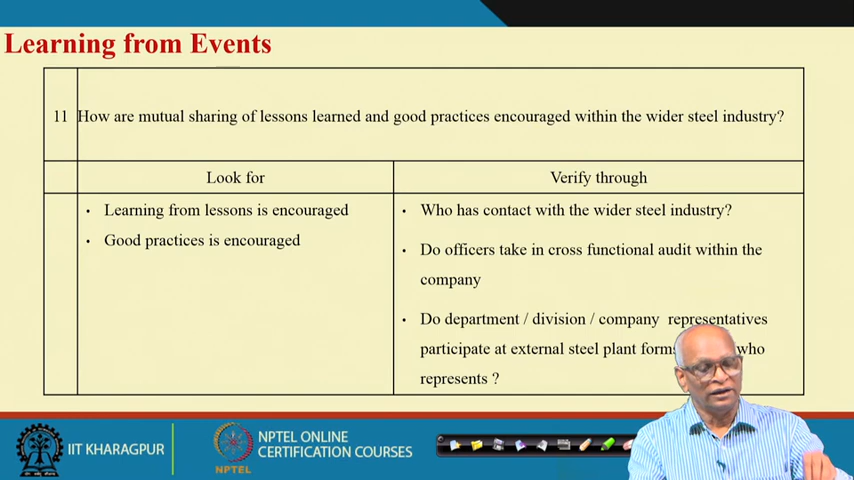 Learning from Events
11 How are mutual sharing of lessons learned and good practices encouraged within the wider steel industry?
Look for
Verify through
• Learning from lessons is encouraged
• Good practices is encouraged
• Who has contact with the wider steel industry?
• Do officers take in cross functional audit within the
company
• Do department / division / company representatives
participate at external steel plant forms who
represents ?
IIT KHARAGPUR
NPTEL
NPTEL ONLINE
CERTIFICATION COURSES